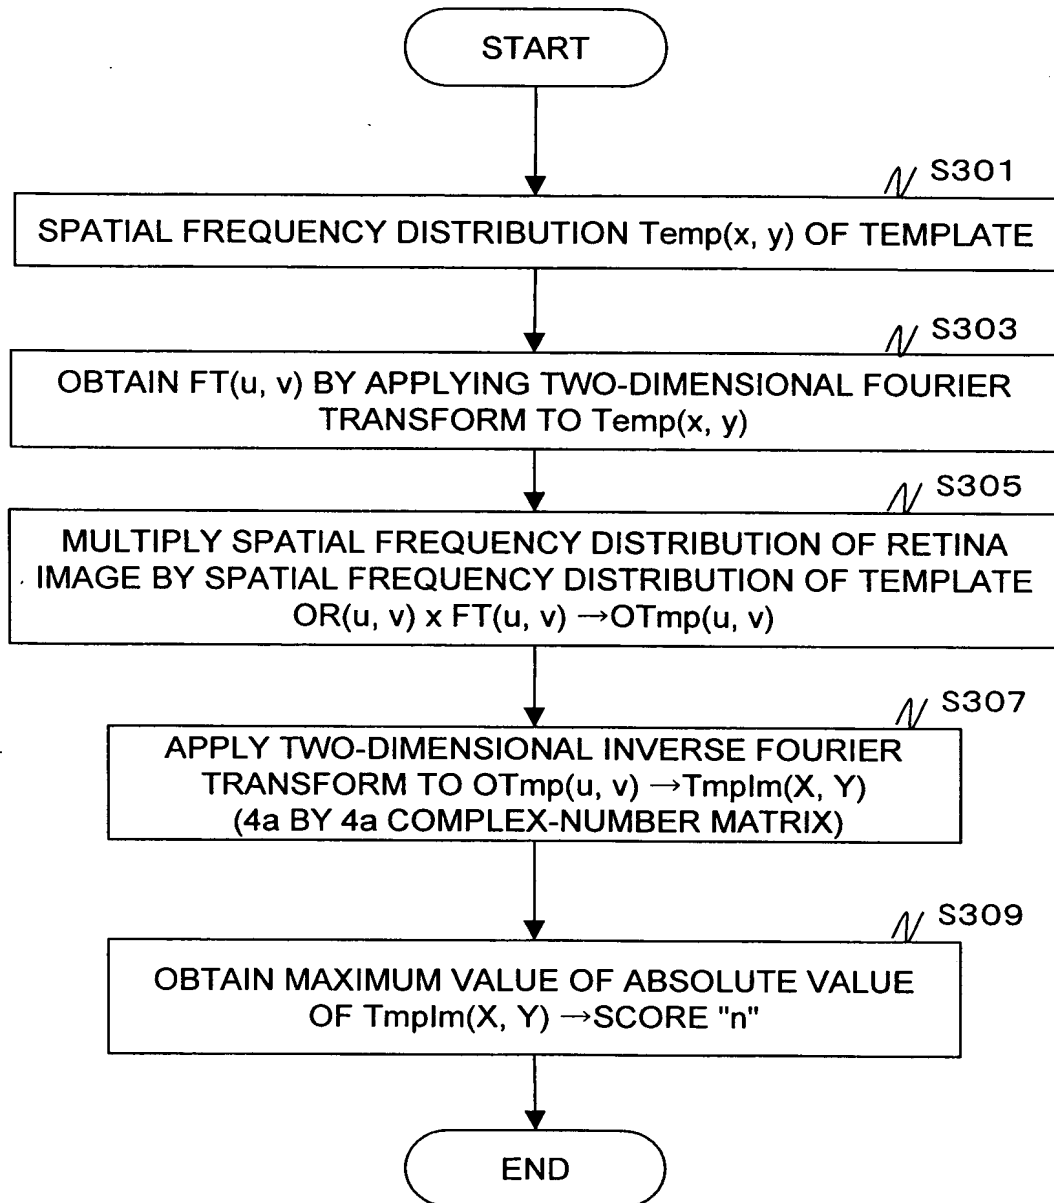 START
S301
SPATIAL FREQUENCY DISTRIBUTION Temp(x, y) OF TEMPLATE
S303
OBTAIN FT(u, v) BY APPLYING TWO-DIMENSIONAL FOURIER
TRANSFORM TO Temp(x, y)
S305
MULTIPLY SPATIAL FREQUENCY DISTRIBUTION OF RETINA
IMAGE BY SPATIAL FREQUENCY DISTRIBUTION OF TEMPLATE
OR(u, v) x FT(u, v) →OTmp(u, v)
S307
APPLY TWO-DIMENSIONAL INVERSE FOURIER
TRANSFORM TO OTmp(u, v) →TmpIm(X, Y)
(4a BY 4a COMPLEX-NUMBER MATRIX)
S309
OBTAIN MAXIMUM VALUE OF ABSOLUTE VALUE
OF TmpIm(X, Y) →SCORE "n"
END